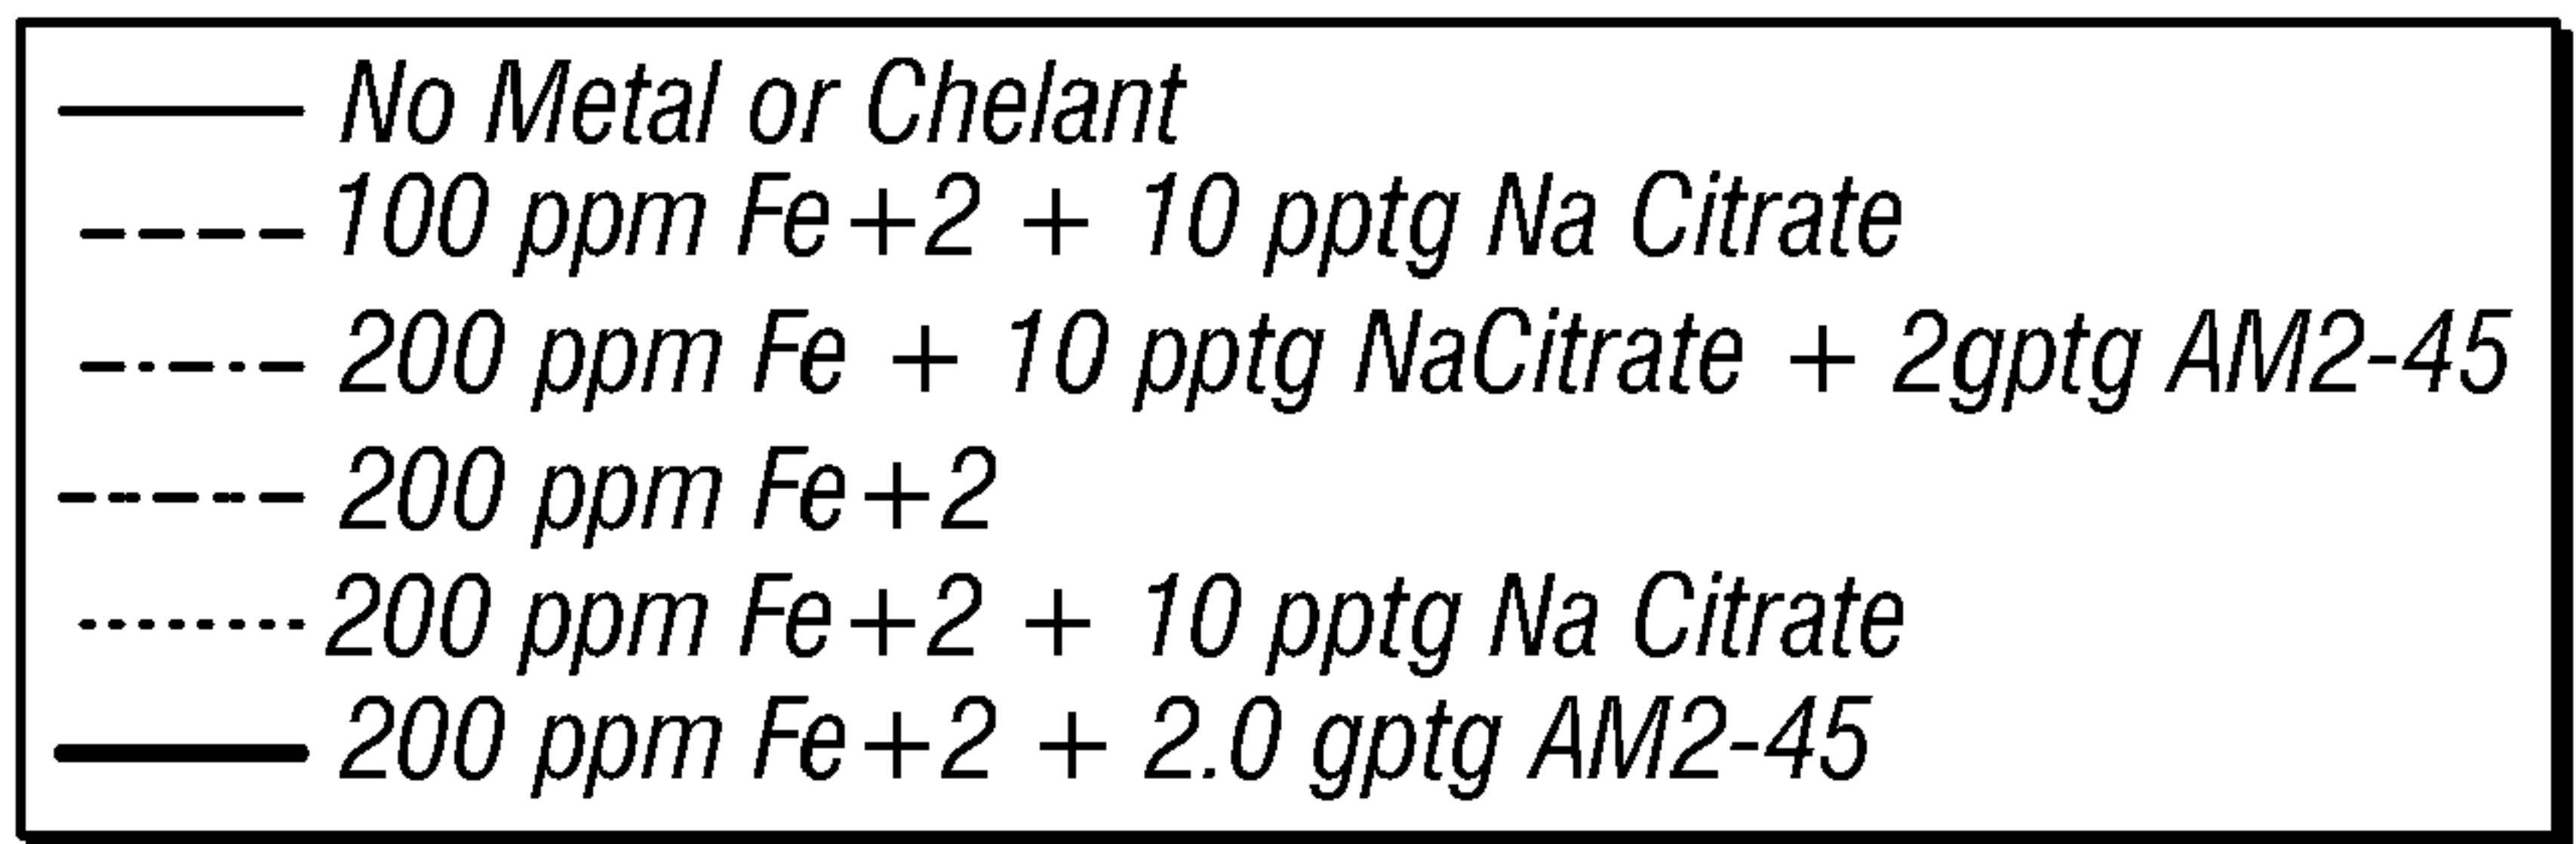 No Metal or Chelant
100 ppm Fe+2 + 10 pptg Na Citrate
200 ppm Fe + 10 pptg NaCitrate + 2gptg AM2-45
200 ppm Fe+2
200 ppm Fe+2 + 10 pptg Na Citrate
200 ppm Fe+2 + 2.0 gptg AM2-45